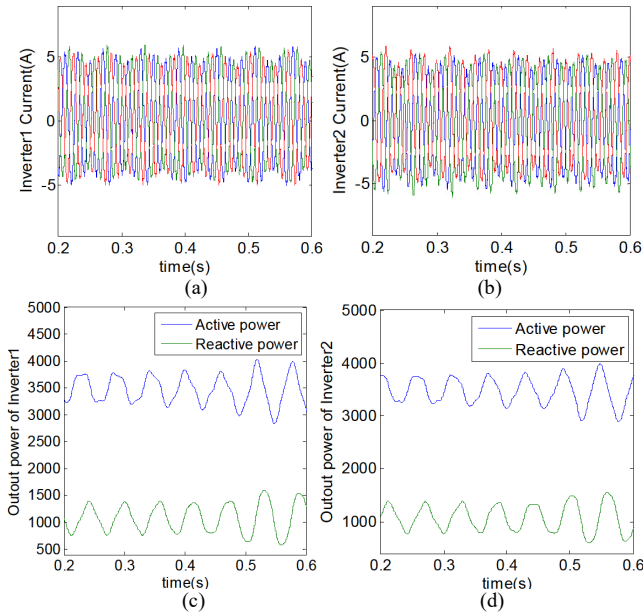 Inverter1 Current(A)
5
0
-5
0.2 0.3 0.4 0.5 0.6
time(s)
(a)
Inverter2 Current(A)
5
0
-5
0.2 0.3 0.4 0.5 0.6
time(s)
(b)
Outout power of Inverter1
5000
4500
4000
3500
3000
2500
2000
1500
1000
500
Active power
Reactive power
0.2 0.3 0.4 0.5 0.6
time(s)
(c)
Outout power of Inverter2
5000
4000
3000
2000
1000
Active power
Reactive power
0.2 0.3 0.4 0.5 0.6
time(s)
(d)